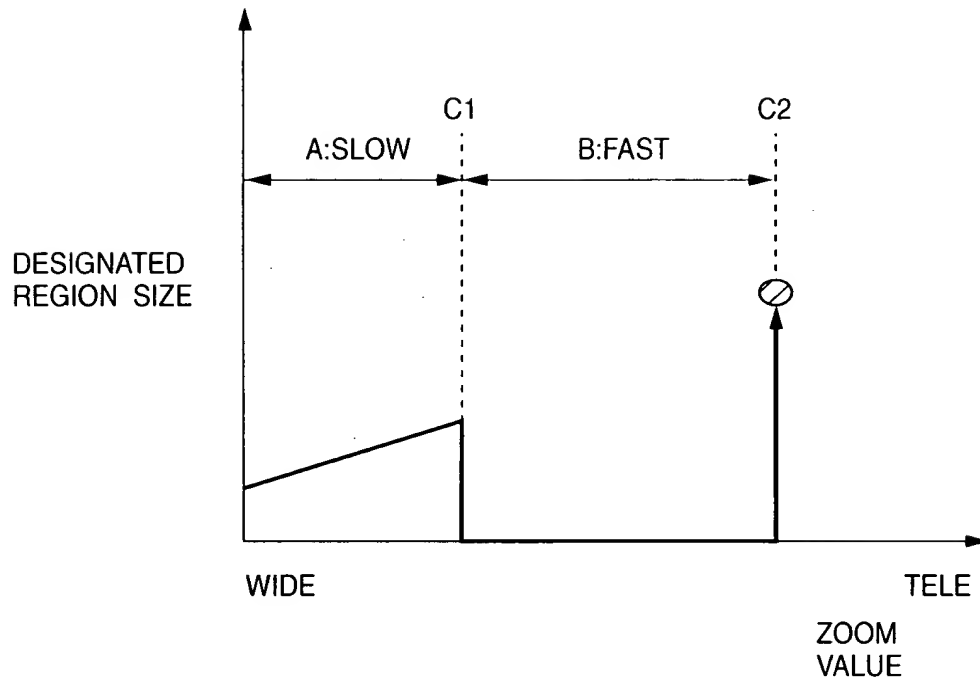 C1
C2
A:SLOW
B:FAST
DESIGNATED
REGION SIZE
WIDE
TELE
ZOOM
VALUE